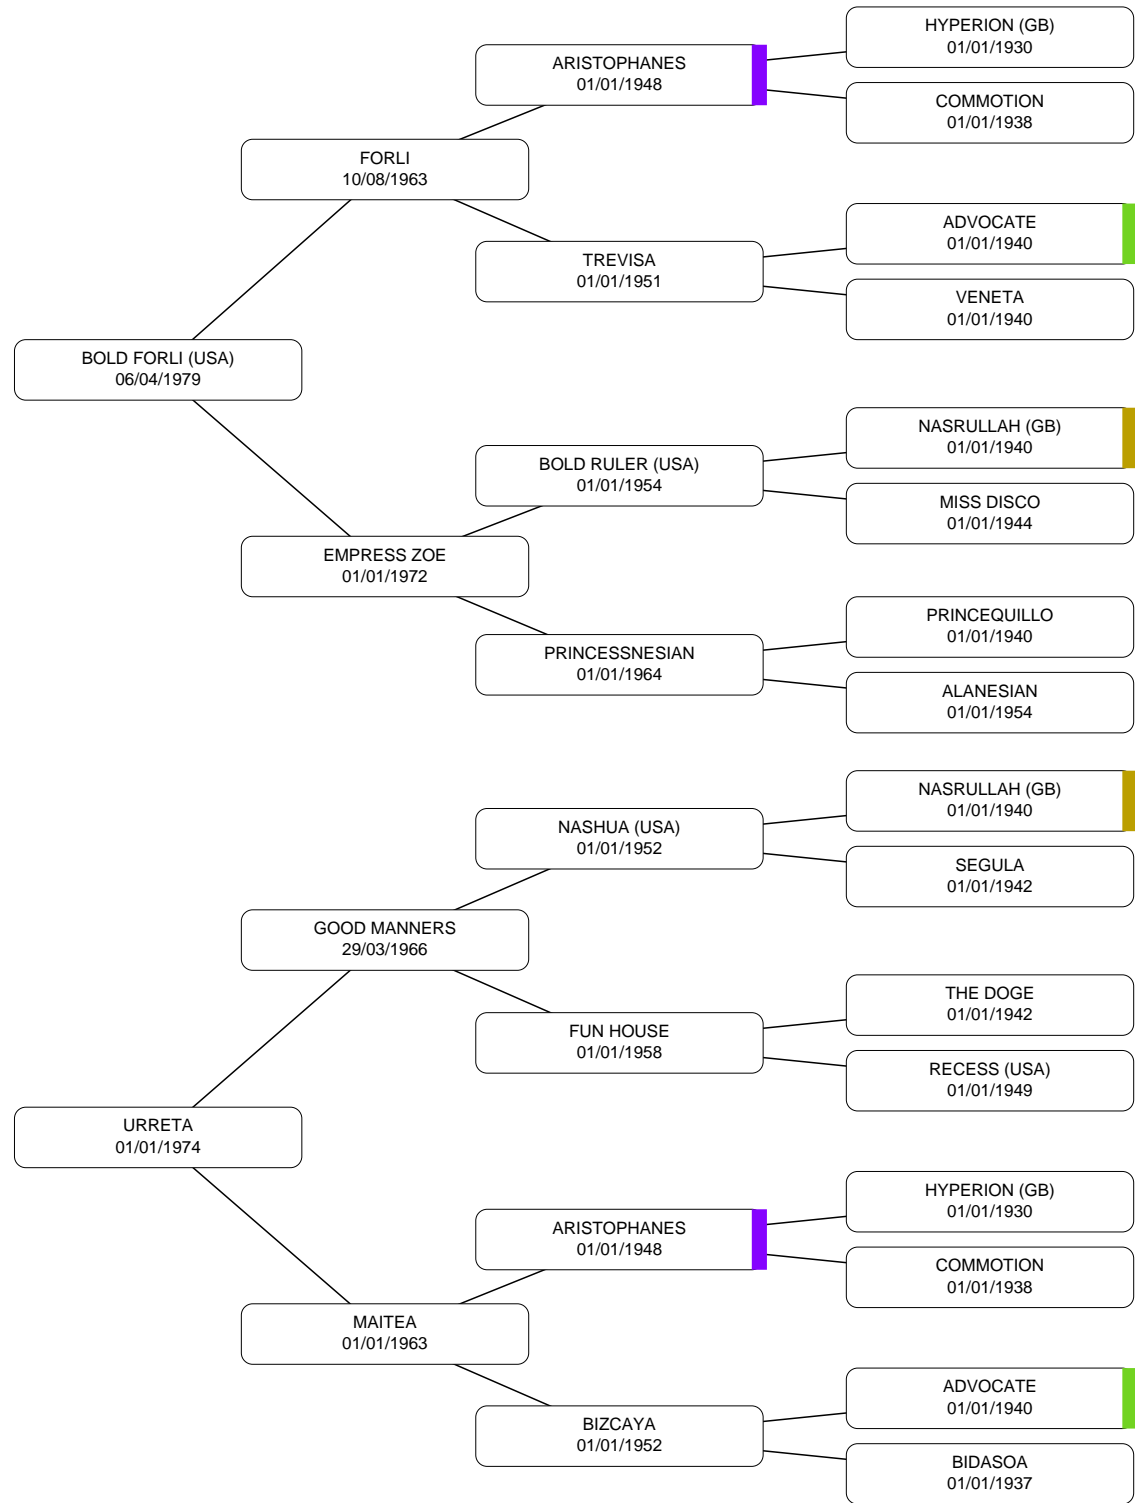 HYPERION (GB)
01/01/1930
ARISTOPHANES
01/01/1948
COMMOTION
01/01/1938
FORLI
10/08/1963
ADVOCATE
01/01/1940
TREVISA
01/01/1951
VENETA
01/01/1940
BOLD FORLI (USA)
06/04/1979
NASRULLAH (GB)
01/01/1940
BOLD RULER (USA)
01/01/1954
MISS DISCO
01/01/1944
EMPRESS ZOE
01/01/1972
PRINCEQUILLO
01/01/1940
PRINCESSNESIAN
01/01/1964
ALANESIAN
01/01/1954
NASRULLAH (GB)
01/01/1940
NASHUA (USA)
01/01/1952
SEGULA
01/01/1942
GOOD MANNERS
29/03/1966
THE DOGE
01/01/1942
FUN HOUSE
01/01/1958
RECESS (USA)
01/01/1949
URRETA
01/01/1974
HYPERION (GB)
01/01/1930
ARISTOPHANES
01/01/1948
COMMOTION
01/01/1938
MAITEA
01/01/1963
ADVOCATE
01/01/1940
BIZCAYA
01/01/1952
BIDASOA
01/01/1937